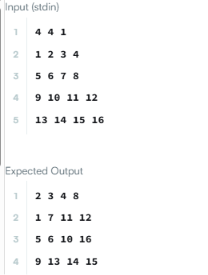 Input (stdin)
1 4 4 1
2 1 2 3 4
3 5 6 7 8
4 9 10 11 12
5 13 14 15 16
Expected Output
1 2 3 4 8
2 1 7 11 12
3 5 6 10 16
4 9 13 14 15